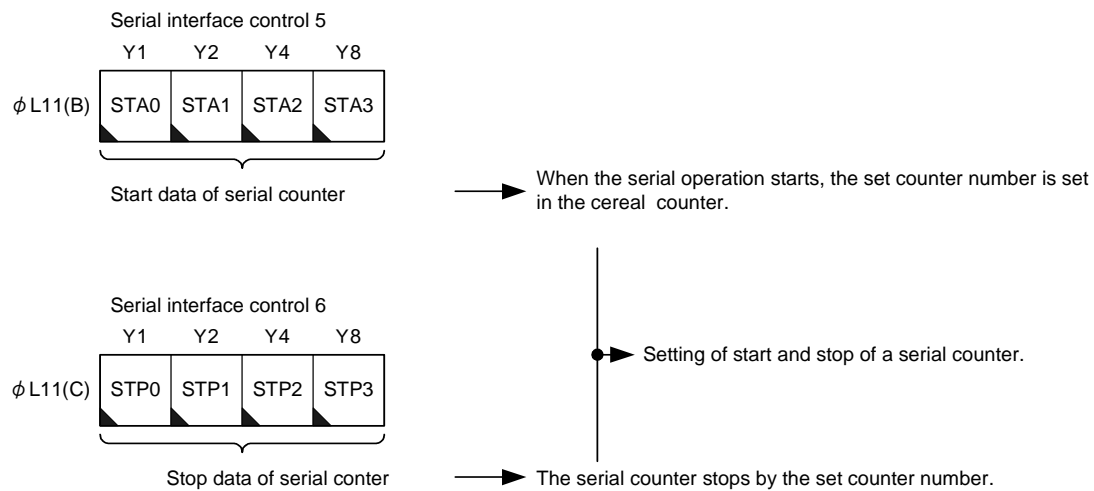 Serial interface control 5
Y1 Y2 Y4 Y8
ϕL11(B) STA0 STA1 STA2 STA3
Start data of serial counter
When the serial operation starts, the set counter number is set
in the cereal counter.
Serial interface control 6
Y1 Y2 Y4 Y8
Setting of start and stop of a serial counter.
ϕL11(C) STP0 STP1 STP2 STP3
Stop data of serial conter
The serial counter stops by the set counter number.